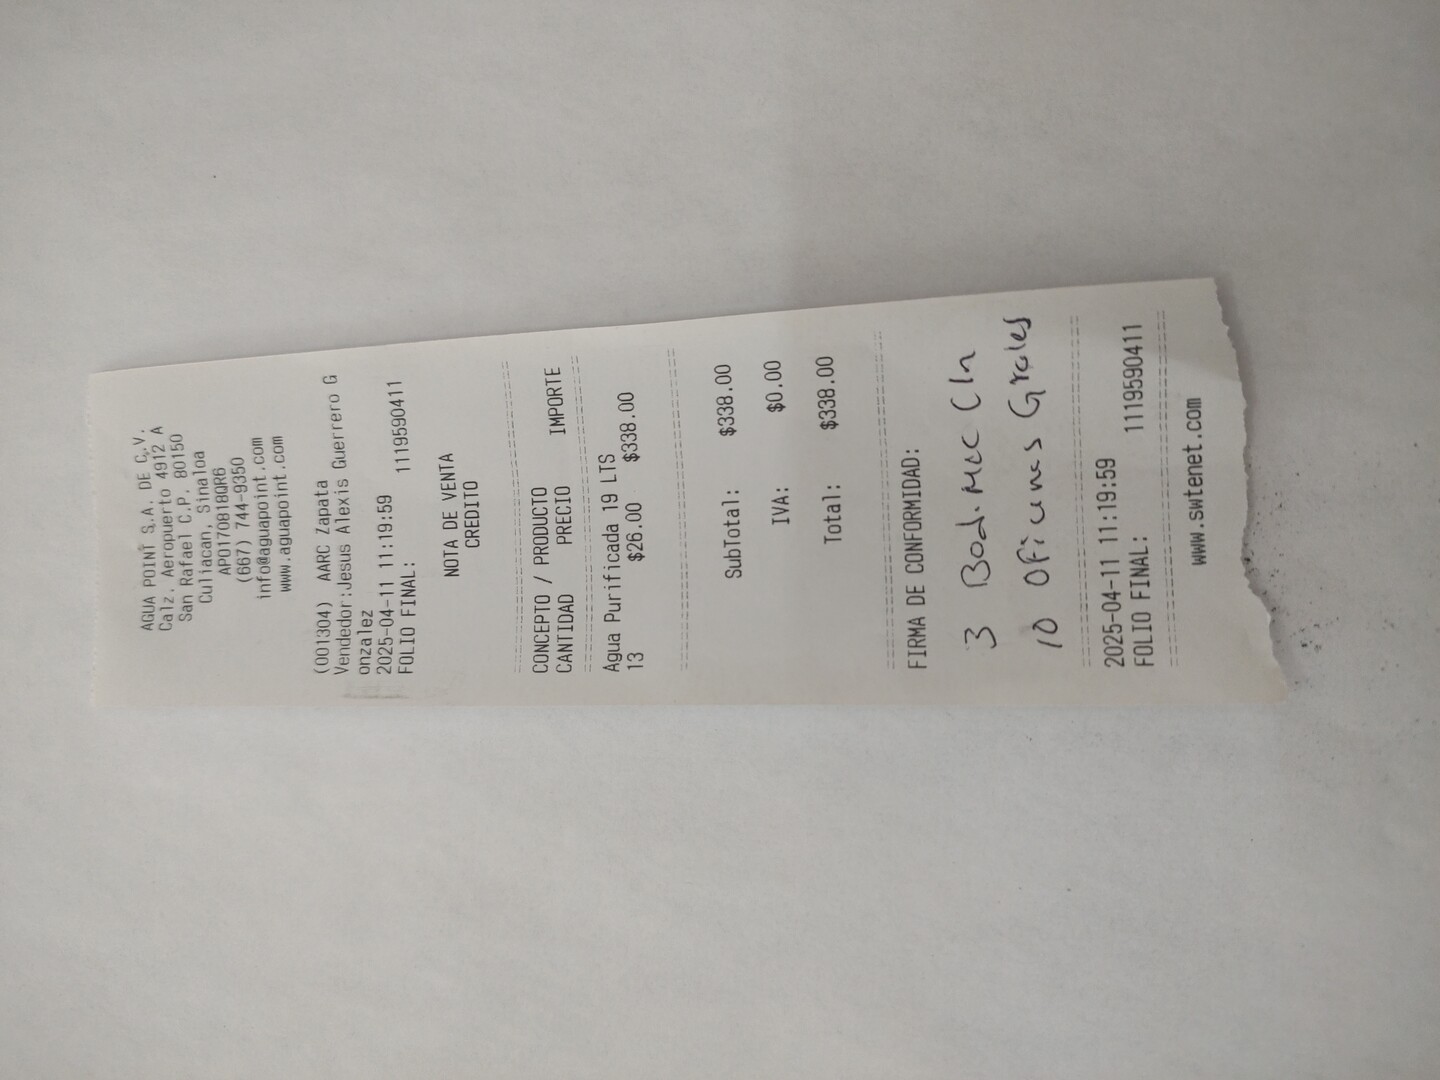 AGUA POINT S.A. DE C.V.
Calz. Aeropuerto 4912 A
San Rafael C.P. 80150
Culiacan, Sinaloa
APO170818QR6
(667) 744-9350
info@aguapoint.com
www.aguapoint.com
(001304) AARC Zapata
Vendedor:Jesus Alexis Guerrero G
onzalez
2025-04-11 11:19:59
FOLIO FINAL: 1119590411
NOTA DE VENTA
CREDITO
CONCEPTO / PRODUCTO
CANTIDAD PRECIO IMPORTE
Agua Purificada 19 LTS
13 $26.00 $338.00
SubTotal: $338.00
IVA: $0.00
Total: $338.00
FIRMA DE CONFORMIDAD:
3 Bod. Mcc Cln
10 Oficinas Grales
2025-04-11 11:19:59
FOLIO FINAL: 1119590411
www.swtenet.com